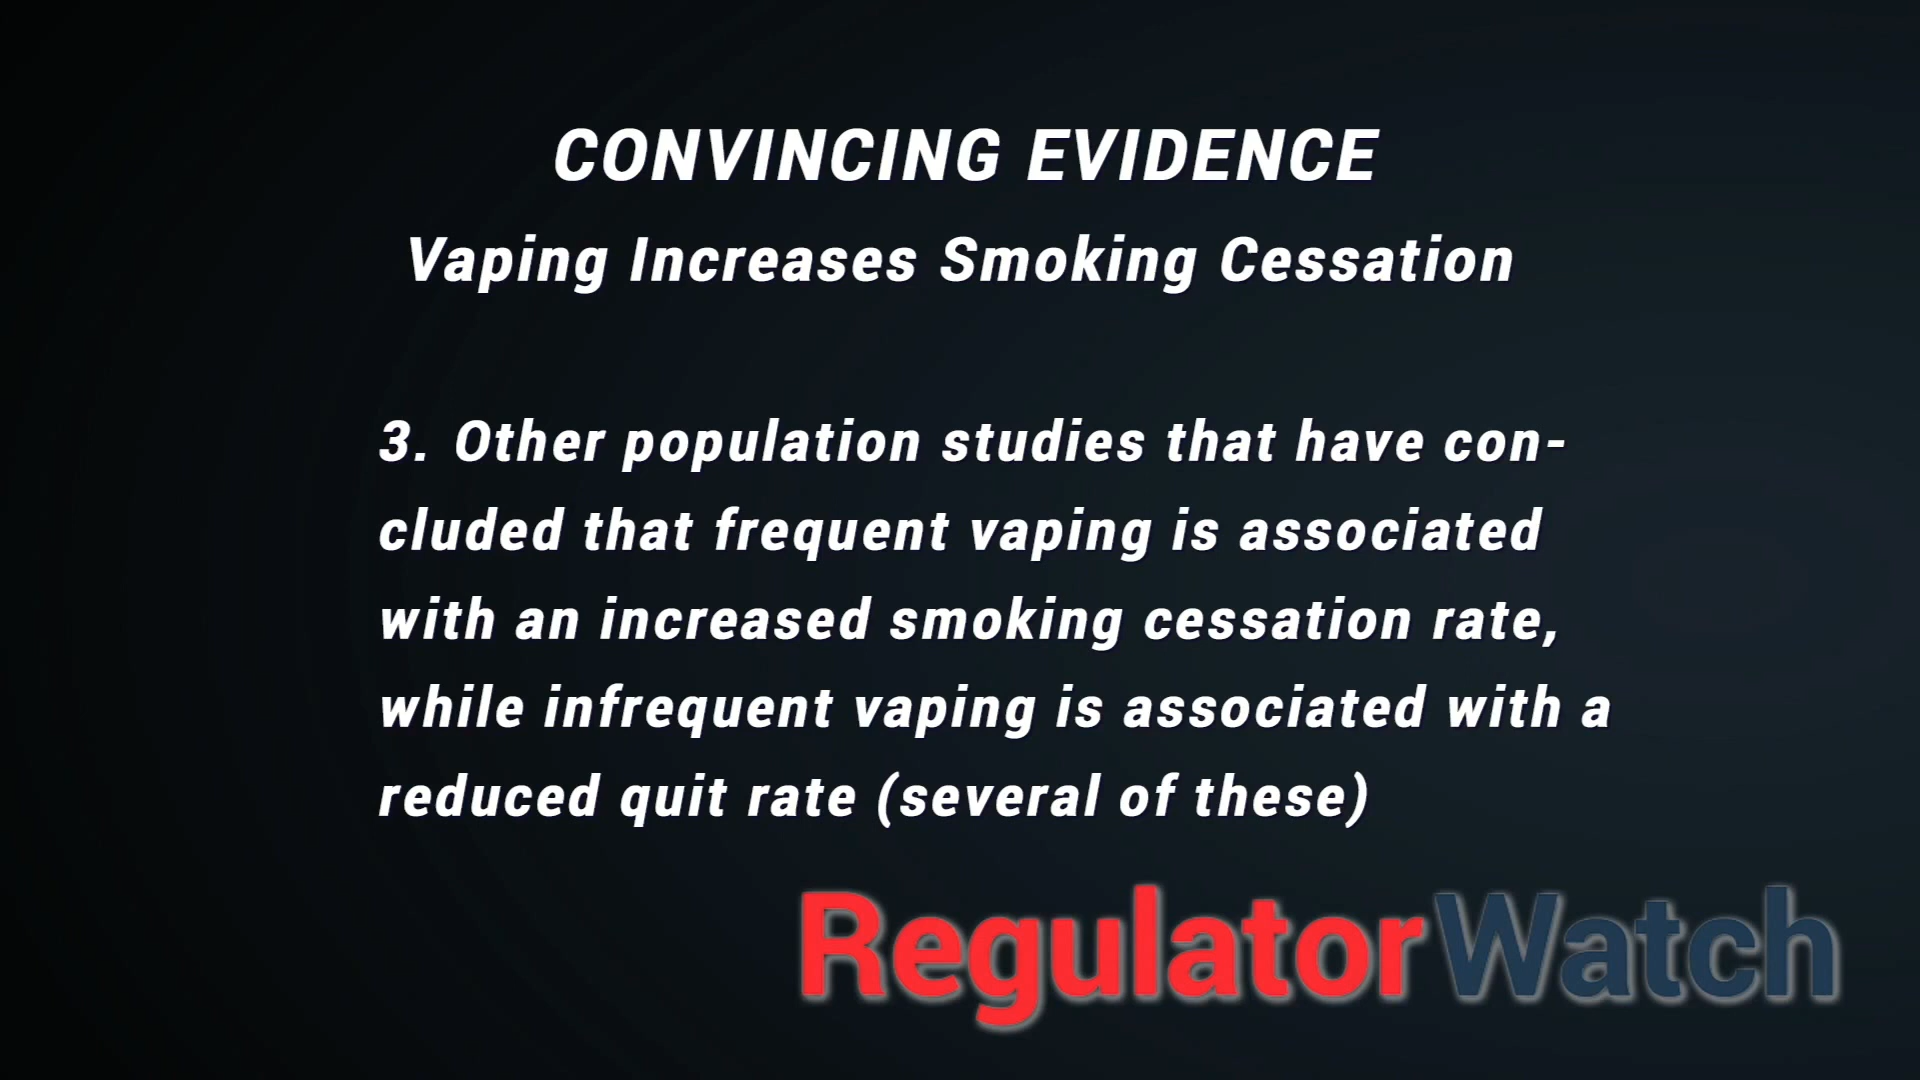 CONVINCING EVIDENCE
Vaping Increases Smoking Cessation
3. Other population studies that have con-
cluded that frequent vaping is associated
with an increased smoking cessation rate,
while infrequent vaping is associated with a
reduced quit rate (several of these)
RegulatorWatch